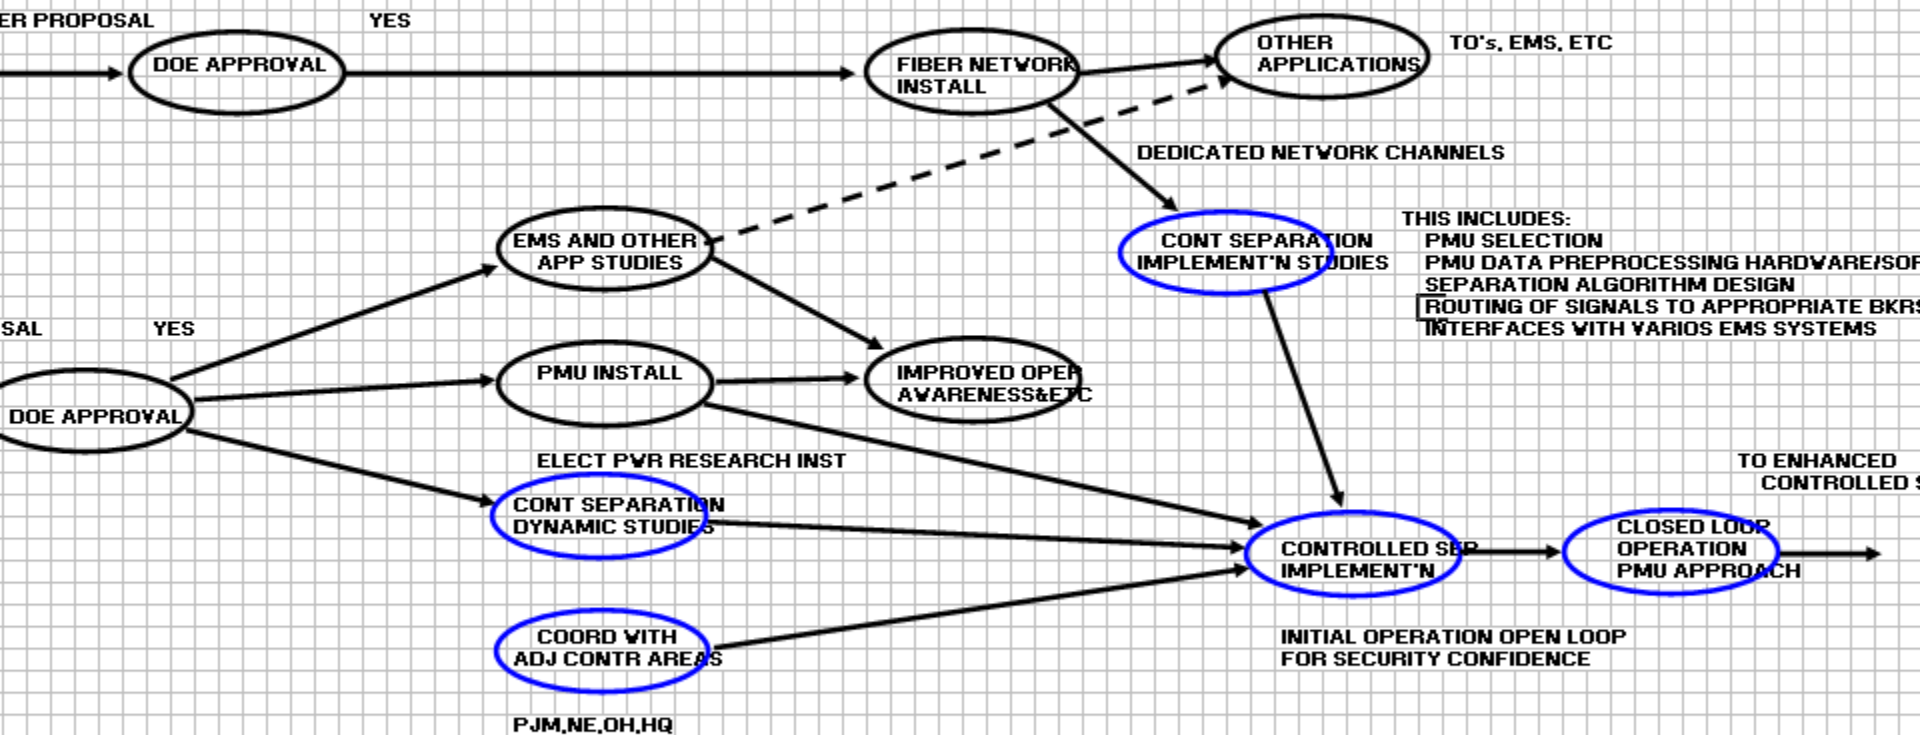 ER PROPOSAL
YES
DOE APPROVAL
FIBER NETWORK
INSTALL
OTHER
APPLICATIONS
TO's, EMS, ETC
DEDICATED NETWORK CHANNELS
EMS AND OTHER
APP STUDIES
CONT SEPARATION
IMPLEMENT'N STUDIES
THIS INCLUDES:
PMU SELECTION
PMU DATA PREPROCESSING HARDWARE/SOF
SEPARATION ALGORITHM DESIGN
ROUTING OF SIGNALS TO APPROPRIATE BKRS
INTERFACES WITH VARIOS EMS SYSTEMS
SAL
YES
DOE APPROVAL
PMU INSTALL
IMPROVED OPER
AWARENESS&ETC
ELECT PWR RESEARCH INST
CONT SEPARATION
DYNAMIC STUDIES
TO ENHANCED
CONTROLLED S
CONTROLLED SEP
IMPLEMENT'N
CLOSED LOOP
OPERATION
PMU APPROACH
COORD WITH
ADJ CONTR AREAS
INITIAL OPERATION OPEN LOOP
FOR SECURITY CONFIDENCE
PJM,NE,OH,HQ